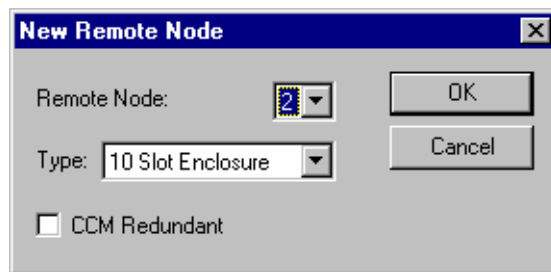 New Remote Node
Remote Node: 2
OK
Type: 10 Slot Enclosure
Cancel
CCM Redundant